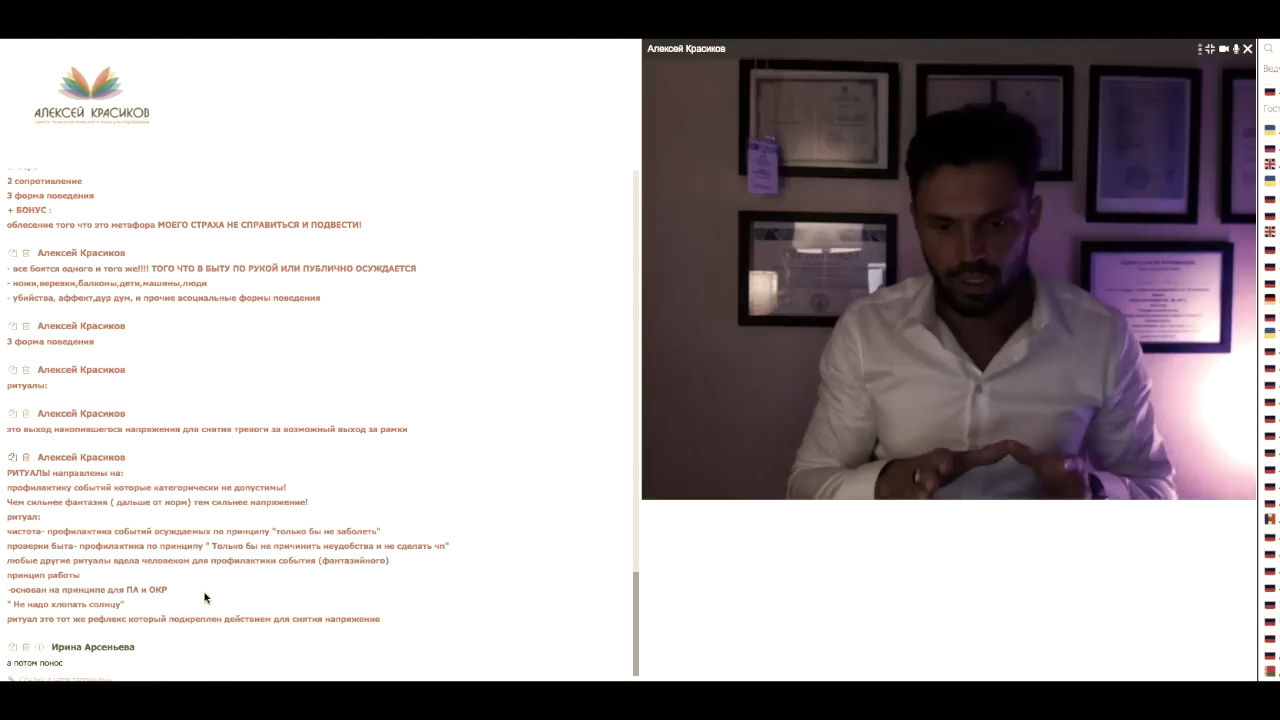 АЛЕКСЕЙ КРАСИКОВ
2 сопротивление
3 форма поведения
+ БОНУС :
облесение того что это метафора МОЕГО СТРАХА НЕ СПРАВИТЬСЯ И ПОДВЕСТИ!
Алексей Красиков
- все боятся одного и того же!!!! ТОГО ЧТО В БЫТУ ПО РУКОЙ ИЛИ ПУБЛИЧНО ОСУЖДАЕТСЯ
- ножи,веревки,балконы,дети,машины,люди
- убийства, аффект,дур дум, и прочие асоциальные формы поведения
Алексей Красиков
3 форма поведения
Алексей Красиков
ритуалы:
Алексей Красиков
это выход накопившегося напряжения для снятия тревоги за возможный выход за рамки
Алексей Красиков
РИТУАЛЫ направлены на:
профилактику событий которые категорически не допустимы!
Чем сильнее фантазия ( дальше от норм) тем сильнее напряжение!
ритуал:
чистота- профилактика событий осуждаемых по принципу "только бы не заболеть"
проверки быта- профилактика по принципу " Только бы не причинить неудобства и не сделать чп"
любые другие ритуалы вдела человеком для профилактики события (фантазийного)
принцип работы
-основан на принципе для ПА и ОКР
" Не надо хлопать солнцу"
ритуал это тот же рефлекс который подкреплен действием для снятия напряжение
Ирина Арсеньева
а потом понос
Алексей Красиков
Вед
Гост